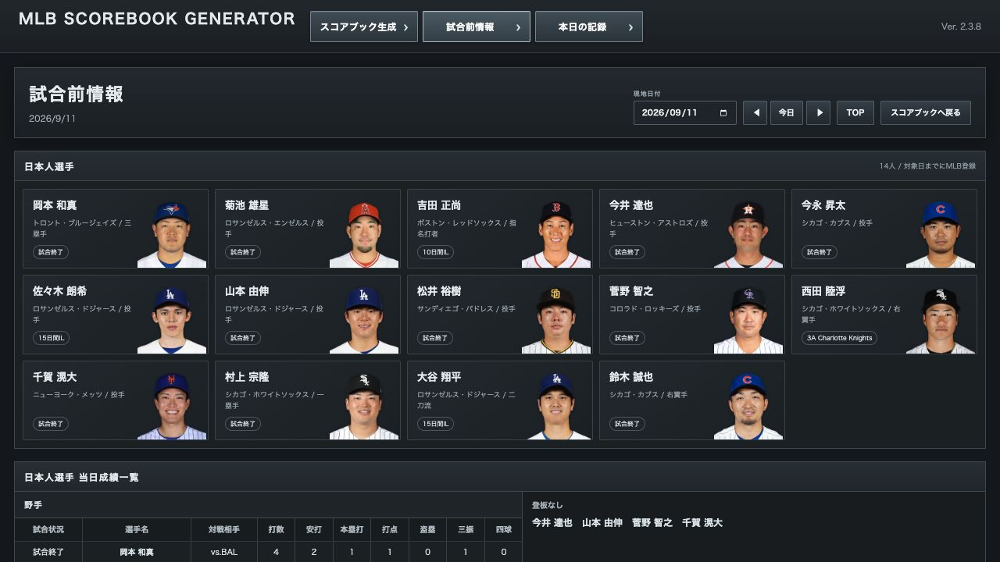 MLB SCOREBOOK GENERATOR
スコアブック生成 ›
試合前情報 ›
本日の記録 ›
Ver. 2.3.8
試合前情報
2026/9/11
現地日付
2026/09/11
◀
今日
▶
TOP
スコアブックへ戻る
日本人選手
14人 / 対象日までにMLB登録
岡本 和真
トロント・ブルージェイズ / 三
塁手
試合終了
菊池 雄星
ロサンゼルス・エンゼルス / 投
手
試合終了
吉田 正尚
ボストン・レッドソックス / 指
名打者
10日間IL
今井 達也
ヒューストン・アストロズ / 投
手
試合終了
今永 昇太
シカゴ・カブス / 投手
試合終了
佐々木 朗希
ロサンゼルス・ドジャース / 投
手
15日間IL
山本 由伸
ロサンゼルス・ドジャース / 投
手
試合終了
松井 裕樹
サンディエゴ・パドレス / 投手
試合終了
菅野 智之
コロラド・ロッキーズ / 投手
試合終了
西田 陸浮
シカゴ・ホワイトソックス / 右
翼手
3A Charlotte Knights
千賀 滉大
ニューヨーク・メッツ / 投手
試合終了
村上 宗隆
シカゴ・ホワイトソックス / 一
塁手
試合終了
大谷 翔平
ロサンゼルス・ドジャース / 二
刀流
15日間IL
鈴木 誠也
シカゴ・カブス / 右翼手
試合終了
日本人選手 当日成績一覧
野手
試合状況 選手名 対戦相手 打数 安打 本塁打 打点 盗塁 三振 四球
試合終了 岡本 和真 vs.BAL 4 2 1 1 0 1 0
登板なし
今井 達也 山本 由伸 菅野 智之 千賀 滉大